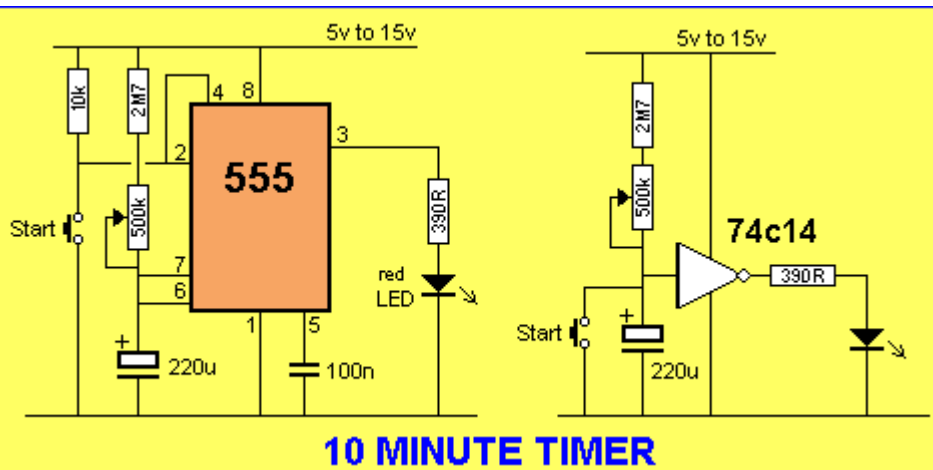 5v to 15v
10k
2M7
4
8
2
3
555
500k
Start
7
6
390R
red
LED
1
5
+
220u
100n
5v to 15v
2M7
500k
74c14
390R
Start
+
220u
10 MINUTE TIMER